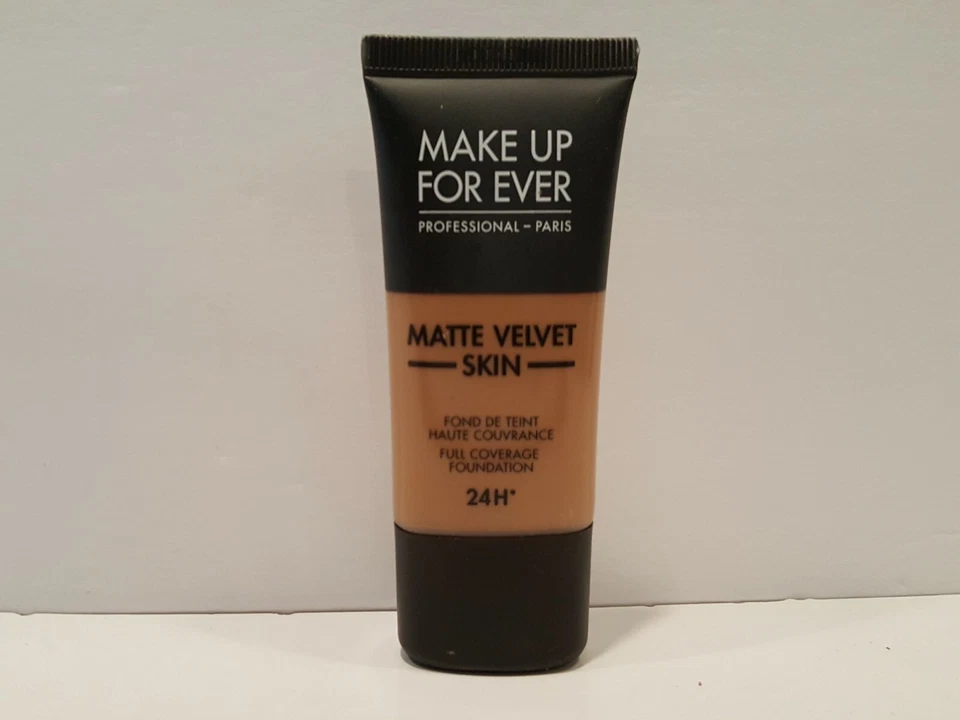 MAKE UP
FOR EVER
PROFESSIONAL – PARIS
MATTE VELVET
SKIN
FOND DE TEINT
HAUTE COUVRANCE
FULL COVERAGE
FOUNDATION
24H*